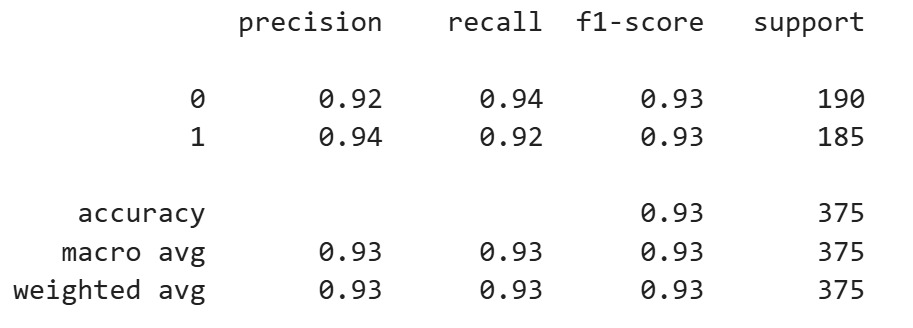 precision recall f1-score support
0 0.92 0.94 0.93 190
1 0.94 0.92 0.93 185
accuracy 0.93 375
macro avg 0.93 0.93 0.93 375
weighted avg 0.93 0.93 0.93 375